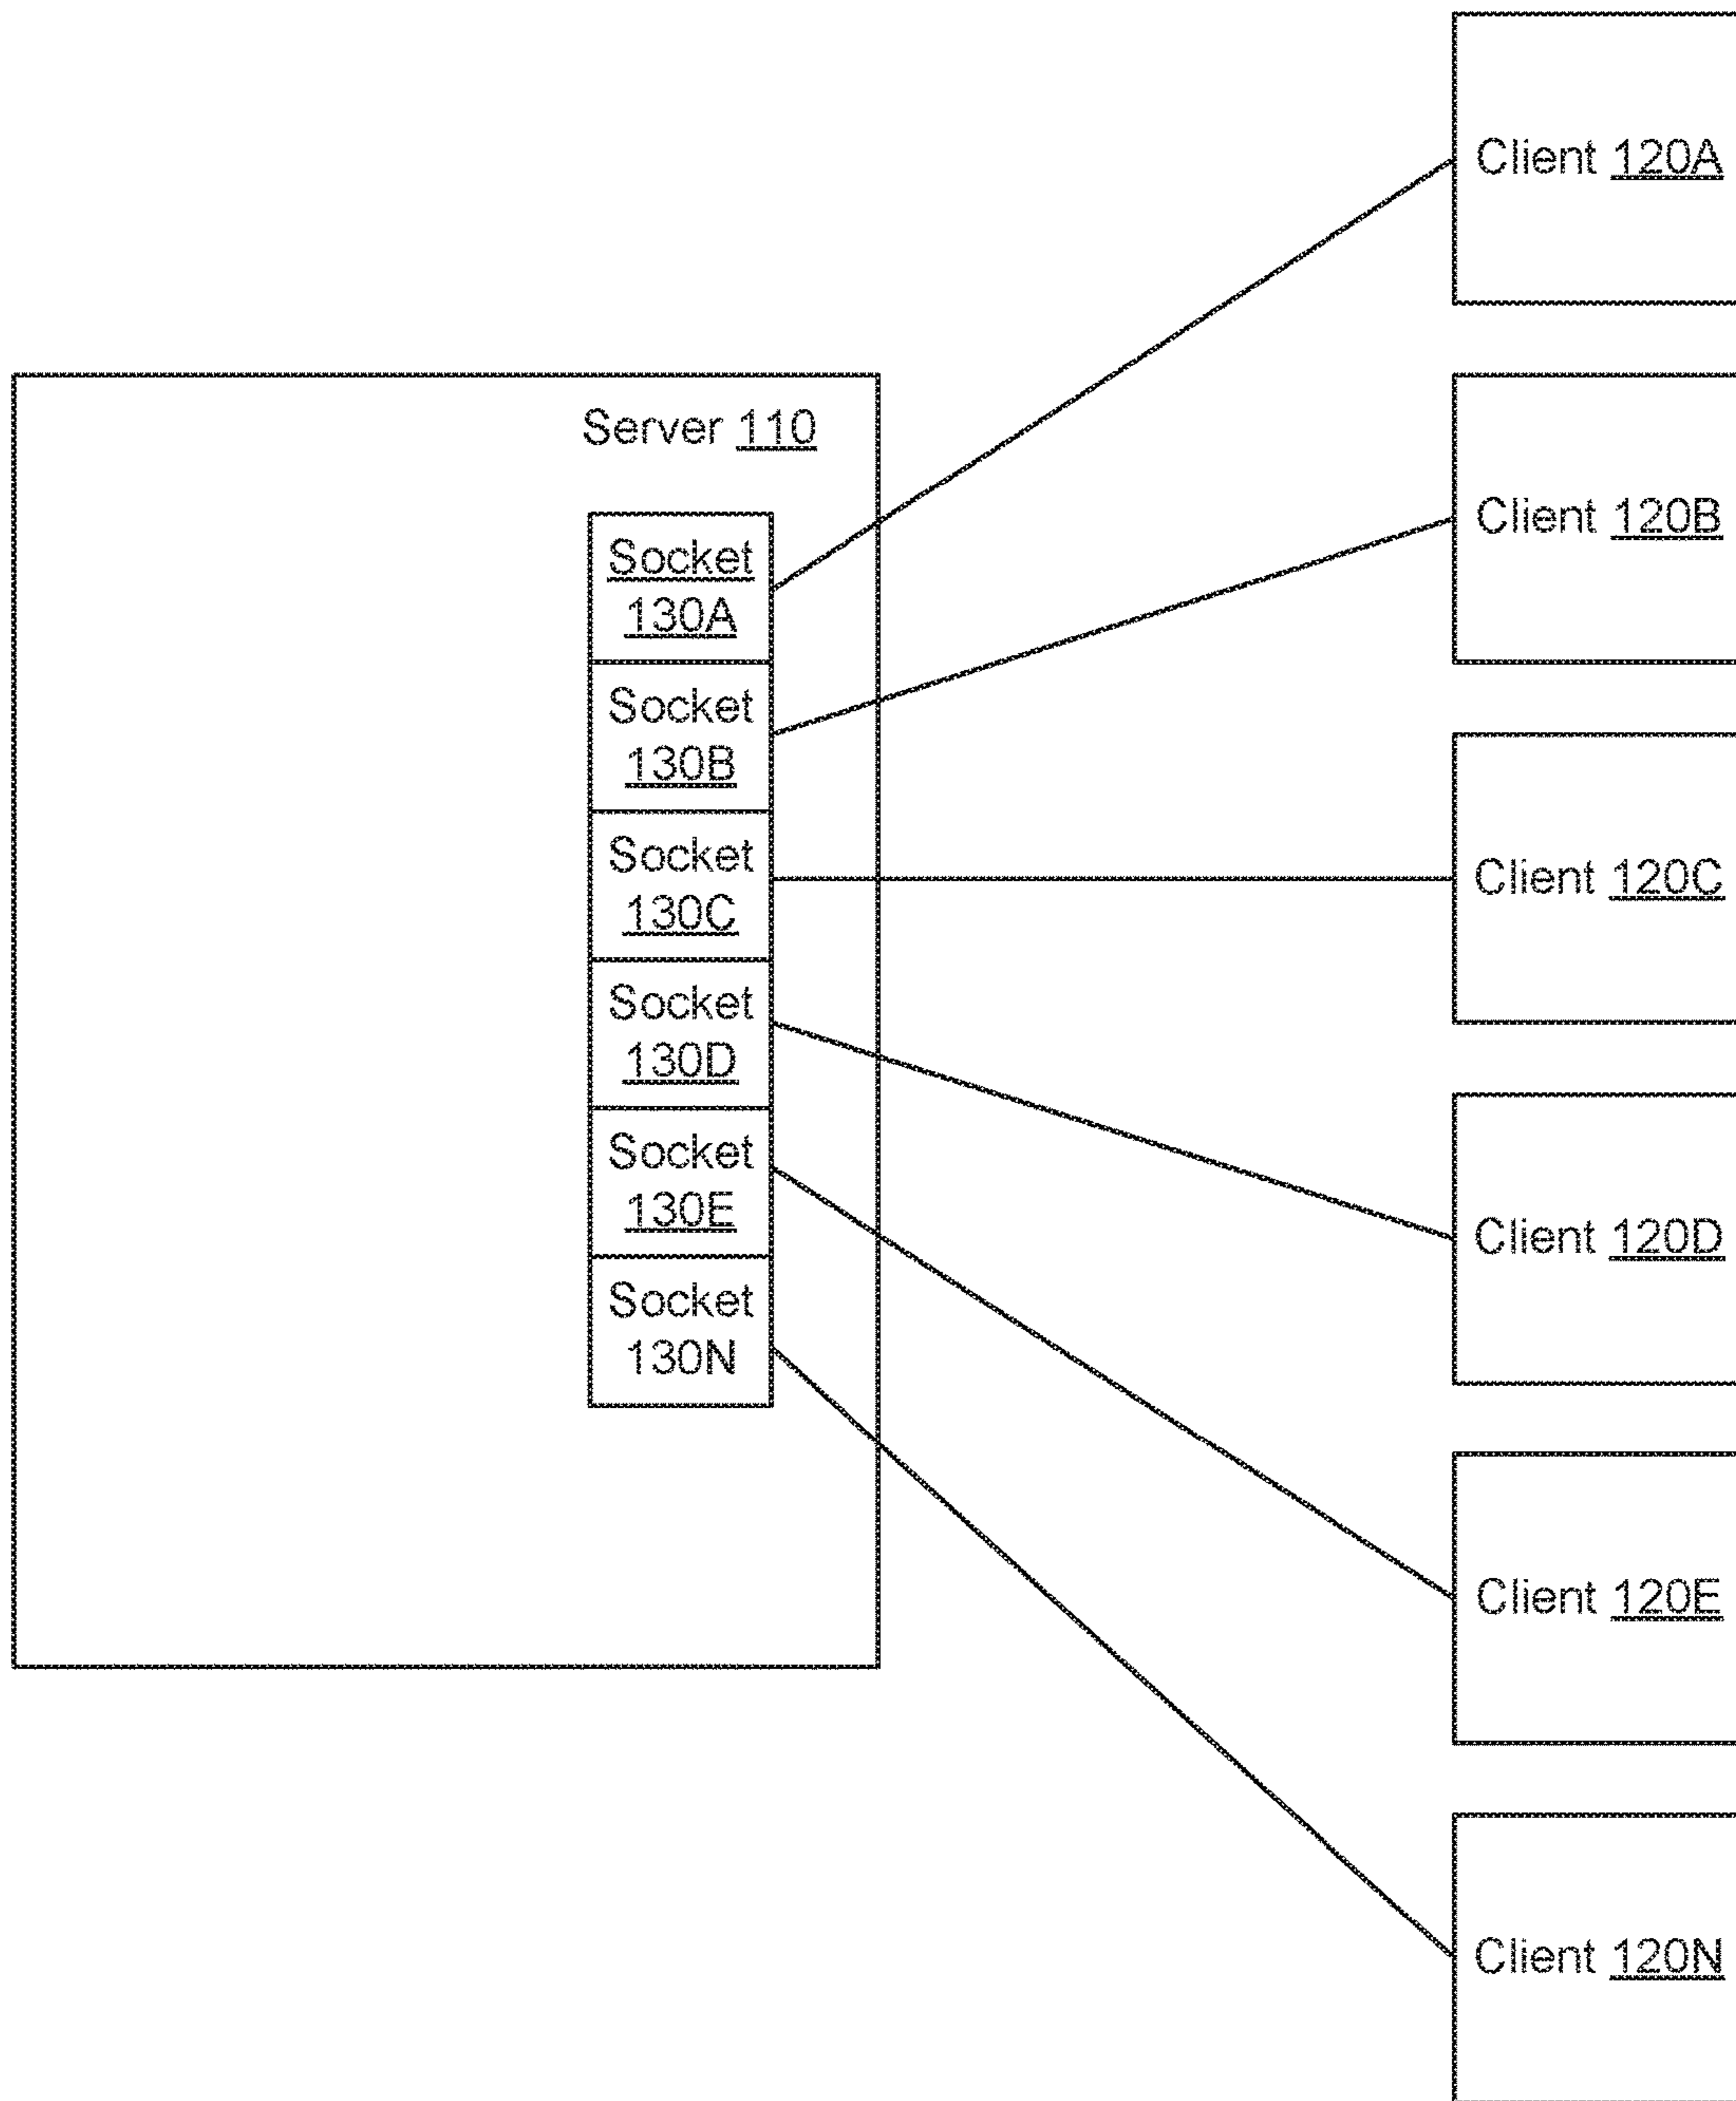 Client 120A
Server 110
Client 120B
Socket
130A
Socket
130B
Socket
130C
Client 120C
Socket
130D
Socket
130E
Client 120D
Socket
130N
Client 120E
Client 120N